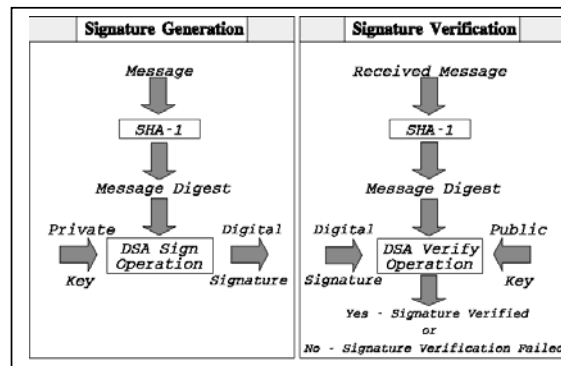 Signature Generation
Message
SHA-1
Message Digest
Private
Key
DSA Sign
Operation
Digital
Signature
Signature Verification
Received Message
SHA-1
Message Digest
Digital
Signature
DSA Verify
Operation
Public
Key
Yes - Signature Verified
or
No - Signature Verification Failed